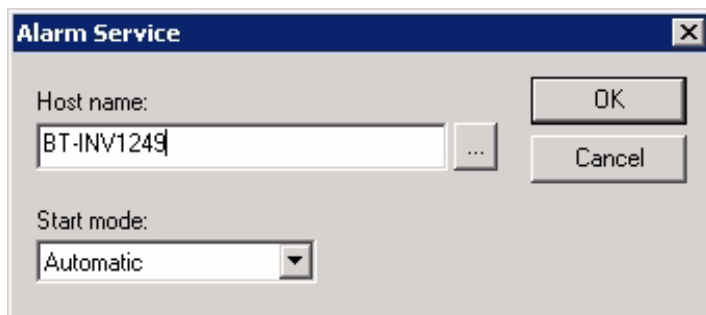 Alarm Service
Host name:
BT-INV1249
...
OK
Cancel
Start mode:
Automatic